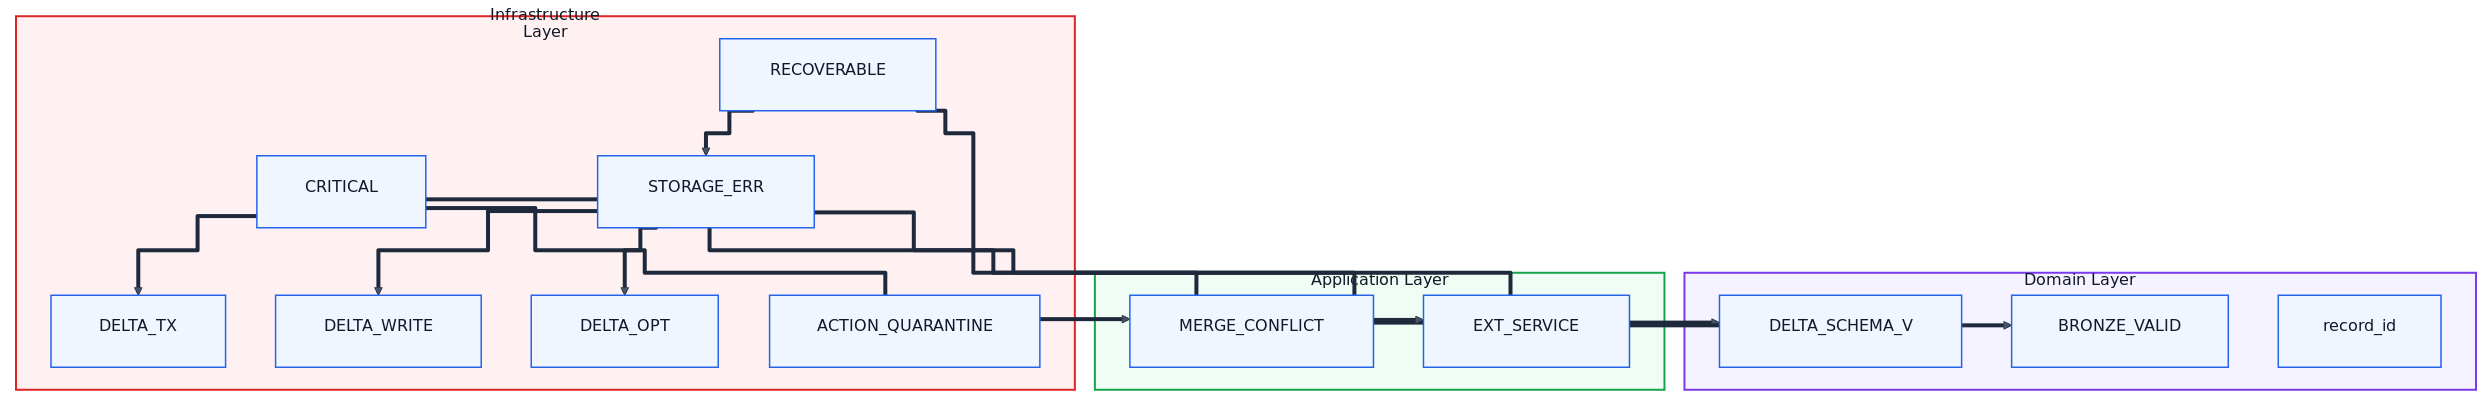 Infrastructure
Layer
RECOVERABLE
CRITICAL
STORAGE_ERR
Application Layer
Domain Layer
DELTA_TX
DELTA_WRITE
DELTA_OPT
ACTION_QUARANTINE
MERGE_CONFLICT
EXT_SERVICE
DELTA_SCHEMA_V
BRONZE_VALID
record_id